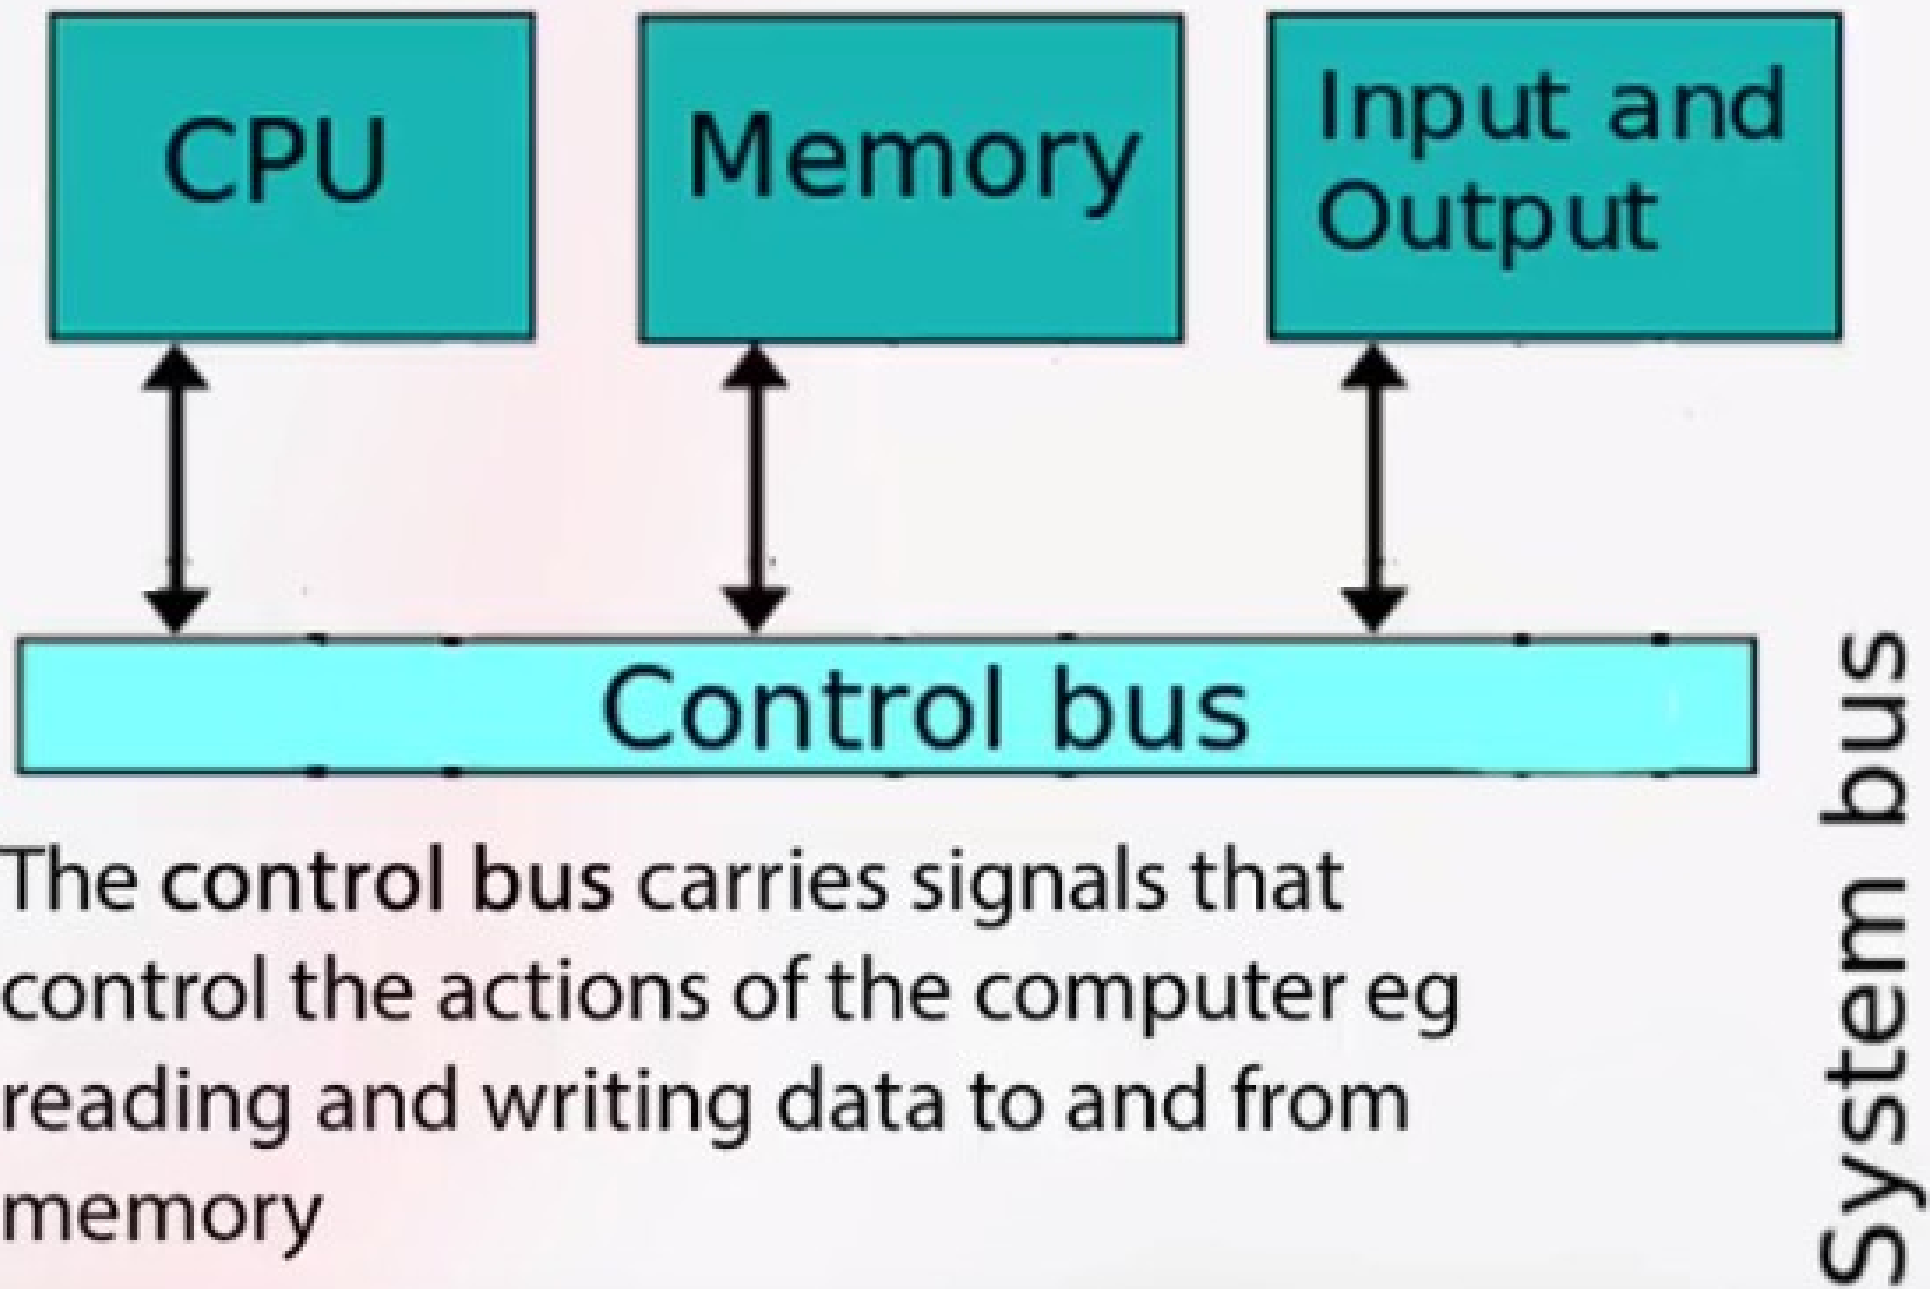 CPU
Memory
Input and
Output
Control bus
System bus
The control bus carries signals that
control the actions of the computer eg
reading and writing data to and from
memory